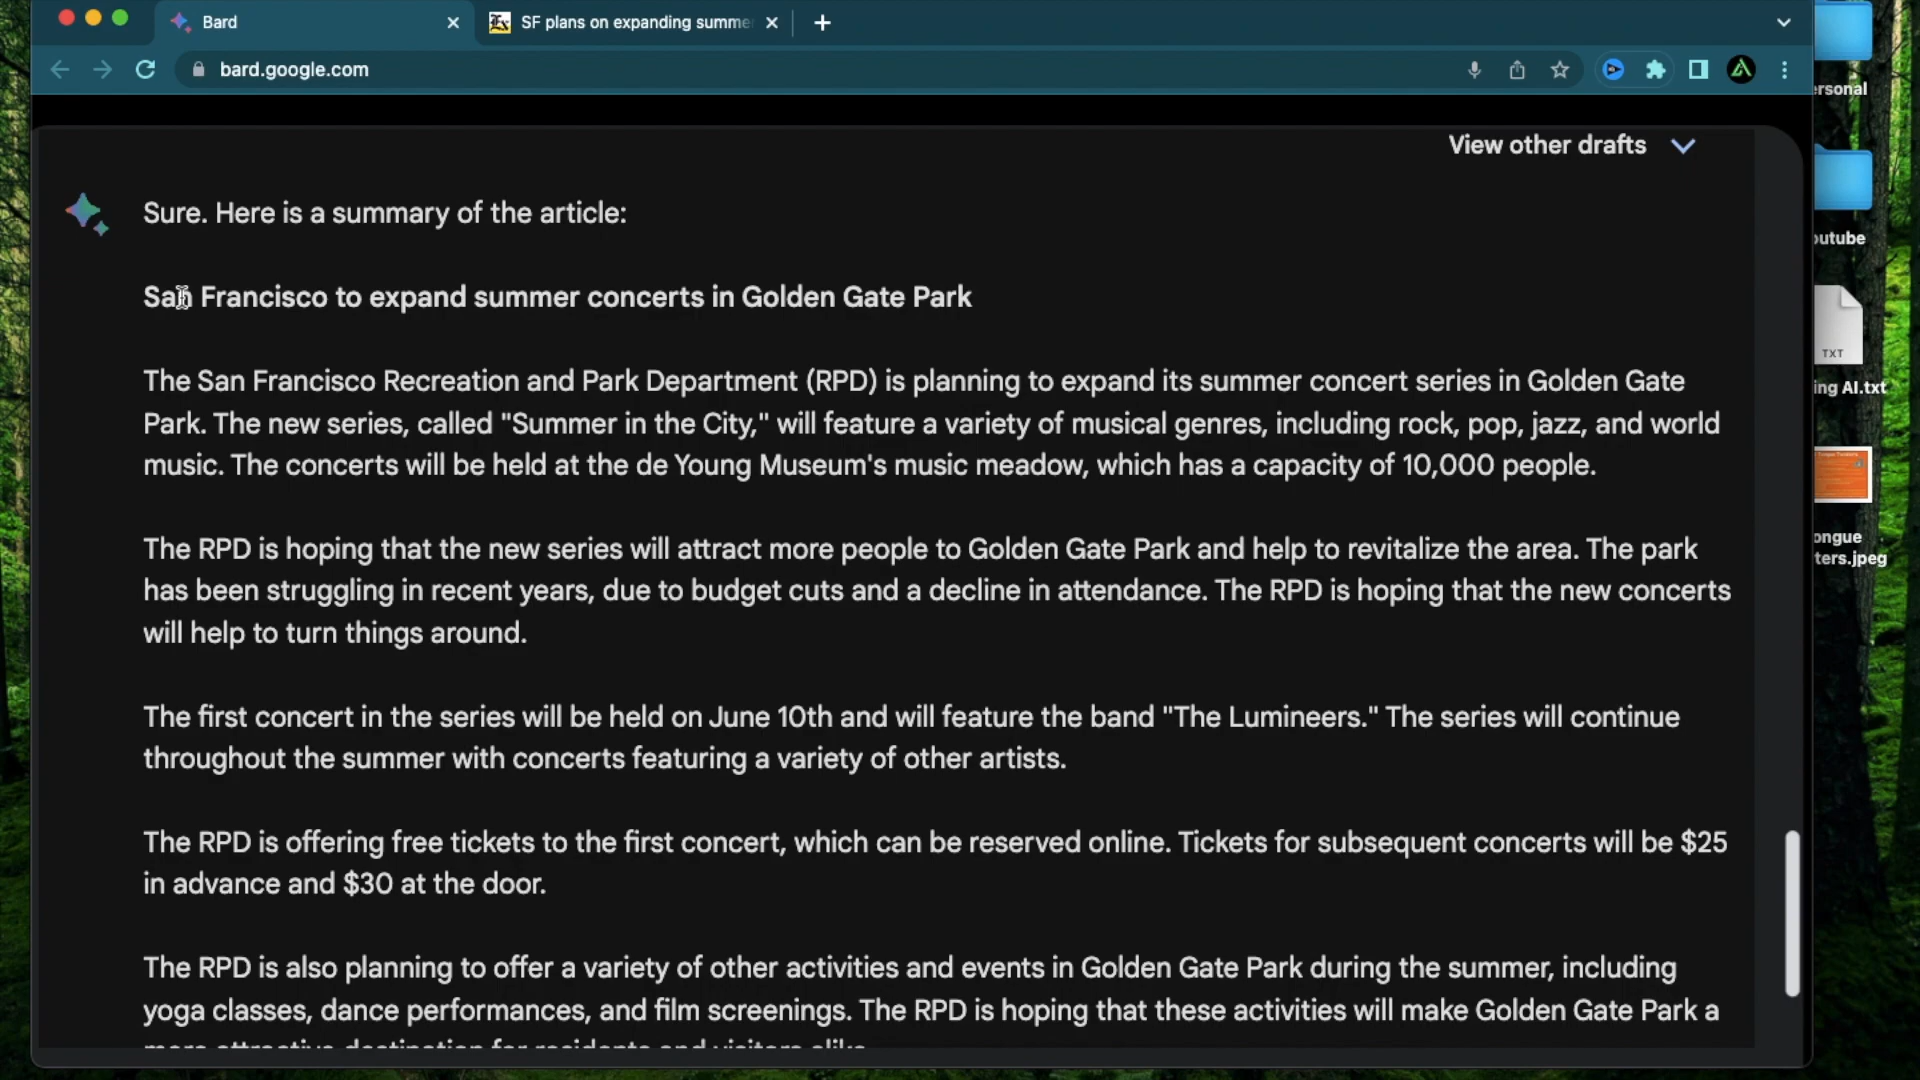 Bard
SF plans on expanding summe
bard.google.com
ersonal
View other drafts
Sure. Here is a summary of the article:
outube
San Francisco to expand summer concerts in Golden Gate Park
TXT
The San Francisco Recreation and Park Department (RPD) is planning to expand its summer concert series in Golden Gate
ing AI.txt
Park. The new series, called "Summer in the City," will feature a variety of musical genres, including rock, pop, jazz, and world
music. The concerts will be held at the de Young Museum's music meadow, which has a capacity of 10,000 people.
The RPD is hoping that the new series will attract more people to Golden Gate Park and help to revitalize the area. The park
ongue
ters.jpeg
has been struggling in recent years, due to budget cuts and a decline in attendance. The RPD is hoping that the new concerts
will help to turn things around.
The first concert in the series will be held on June 10th and will feature the band "The Lumineers." The series will continue
throughout the summer with concerts featuring a variety of other artists.
The RPD is offering free tickets to the first concert, which can be reserved online. Tickets for subsequent concerts will be $25
in advance and $30 at the door.
The RPD is also planning to offer a variety of other activities and events in Golden Gate Park during the summer, including
yoga classes, dance performances, and film screenings. The RPD is hoping that these activities will make Golden Gate Park a
more attractive destination for residents and visitors alike.